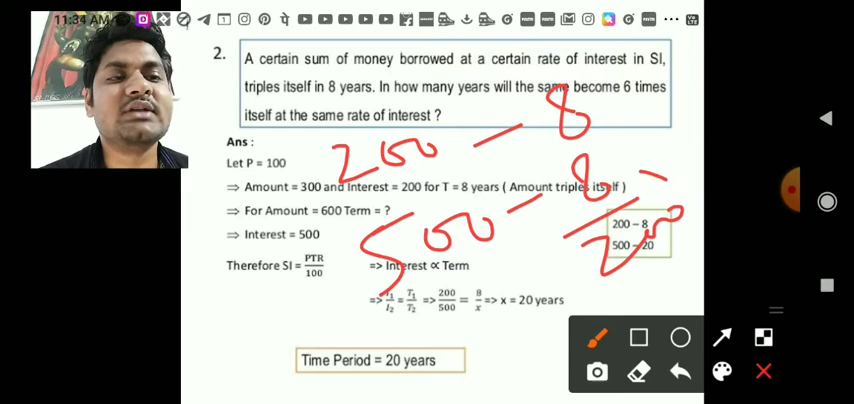 11:34 AM
2.
A certain sum of money borrowed at a certain rate of interest in SI,
triples itself in 8 years. In how many years will the same become 6 times
itself at the same rate of interest ?
Ans :
Let P = 100
200 – 8
⇒ Amount = 300 and Interest = 200 for T = 8 years ( Amount triples itself )
500 – 8
200
⇒ For Amount = 600 Term = ?
200 – 8
500 – 20
⇒ Interest = 500
Therefore SI = PTR/100 => Interest ∝ Term
=> I₁/I₂ = T₁/T₂ => 200/500 = 8/x => x = 20 years
Time Period = 20 years